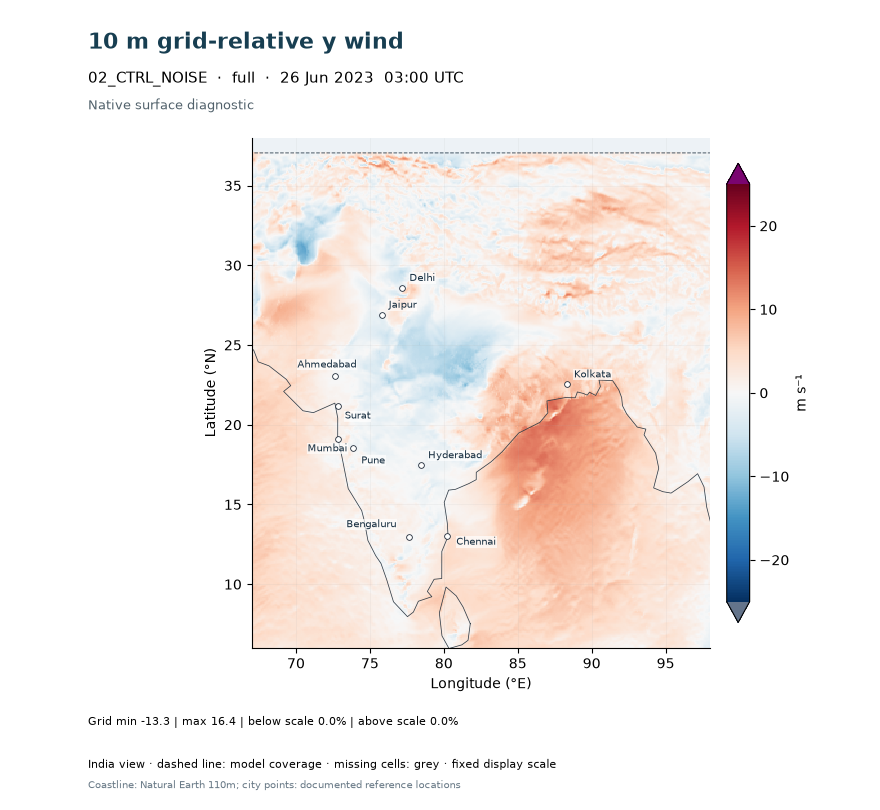 10 m grid-relative y wind
02_CTRL_NOISE · full · 26 Jun 2023 03:00 UTC
Native surface diagnostic
35
30
25
20
15
10
Latitude (°N)
70
75
80
85
90
95
Longitude (°E)
Delhi
Jaipur
Ahmedabad
Kolkata
Surat
Mumbai
Pune
Hyderabad
Bengaluru
Chennai
20
10
0
−10
−20
m s⁻¹
Grid min -13.3 | max 16.4 | below scale 0.0% | above scale 0.0%
India view · dashed line: model coverage · missing cells: grey · fixed display scale
Coastline: Natural Earth 110m; city points: documented reference locations